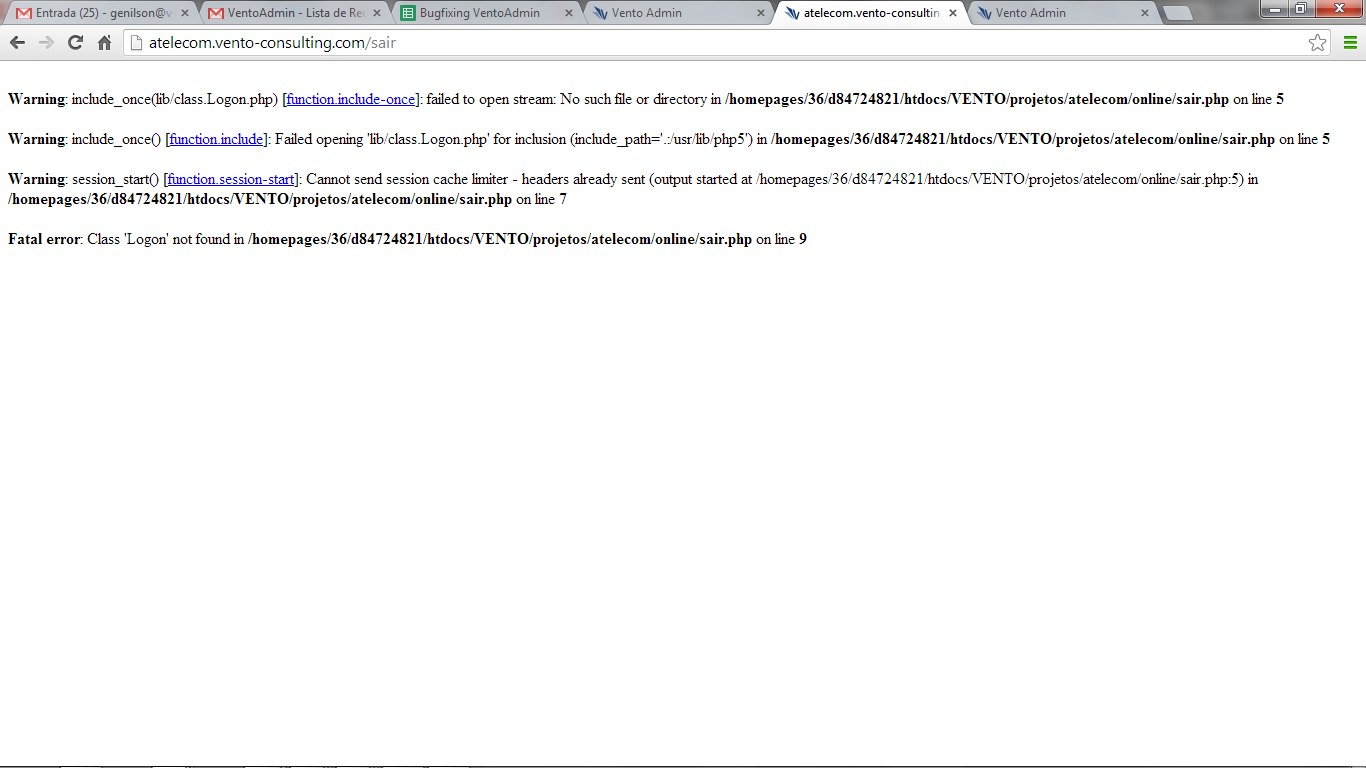 Entrada (25) - genilson@v
VentoAdmin - Lista de Re
Bugfixing VentoAdmin
Vento Admin
atelecom.vento-consultin
Vento Admin
atelecom.vento-consulting.com/sair
Warning: include_once(lib/class.Logon.php) [function.include-once]: failed to open stream: No such file or directory in /homepages/36/d84724821/htdocs/VENTO/projetos/atelecom/online/sair.php on line 5
Warning: include_once() [function.include]: Failed opening 'lib/class.Logon.php' for inclusion (include_path='.:/usr/lib/php5') in /homepages/36/d84724821/htdocs/VENTO/projetos/atelecom/online/sair.php on line 5
Warning: session_start() [function.session-start]: Cannot send session cache limiter - headers already sent (output started at /homepages/36/d84724821/htdocs/VENTO/projetos/atelecom/online/sair.php:5) in
/homepages/36/d84724821/htdocs/VENTO/projetos/atelecom/online/sair.php on line 7
Fatal error: Class 'Logon' not found in /homepages/36/d84724821/htdocs/VENTO/projetos/atelecom/online/sair.php on line 9